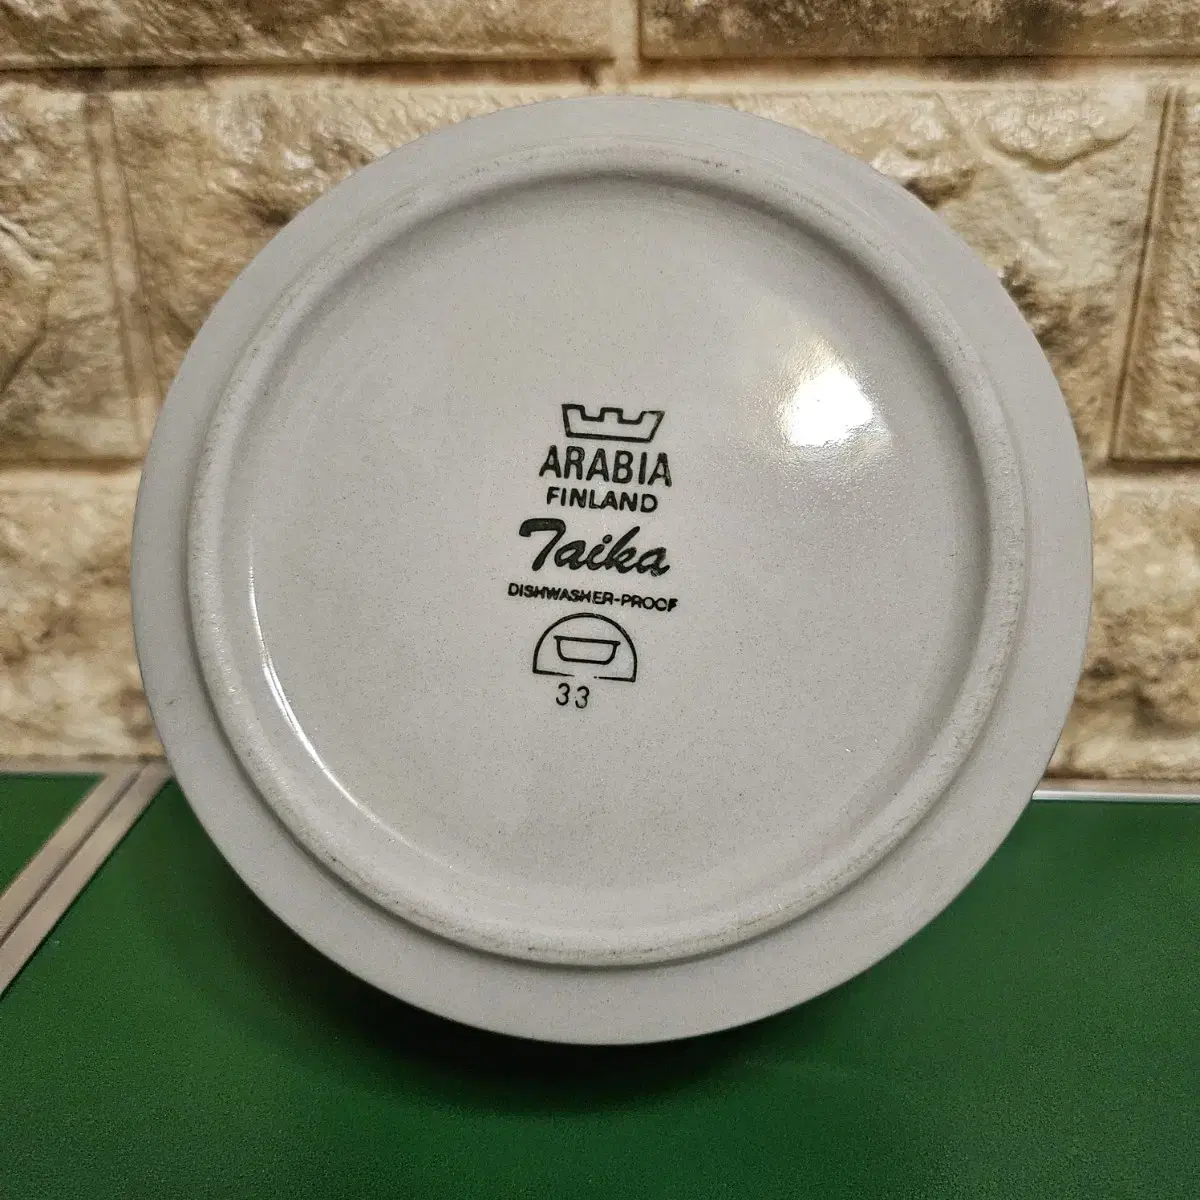 ARABIA
FINLAND
Taika
DISHWASHER-PROOF
33